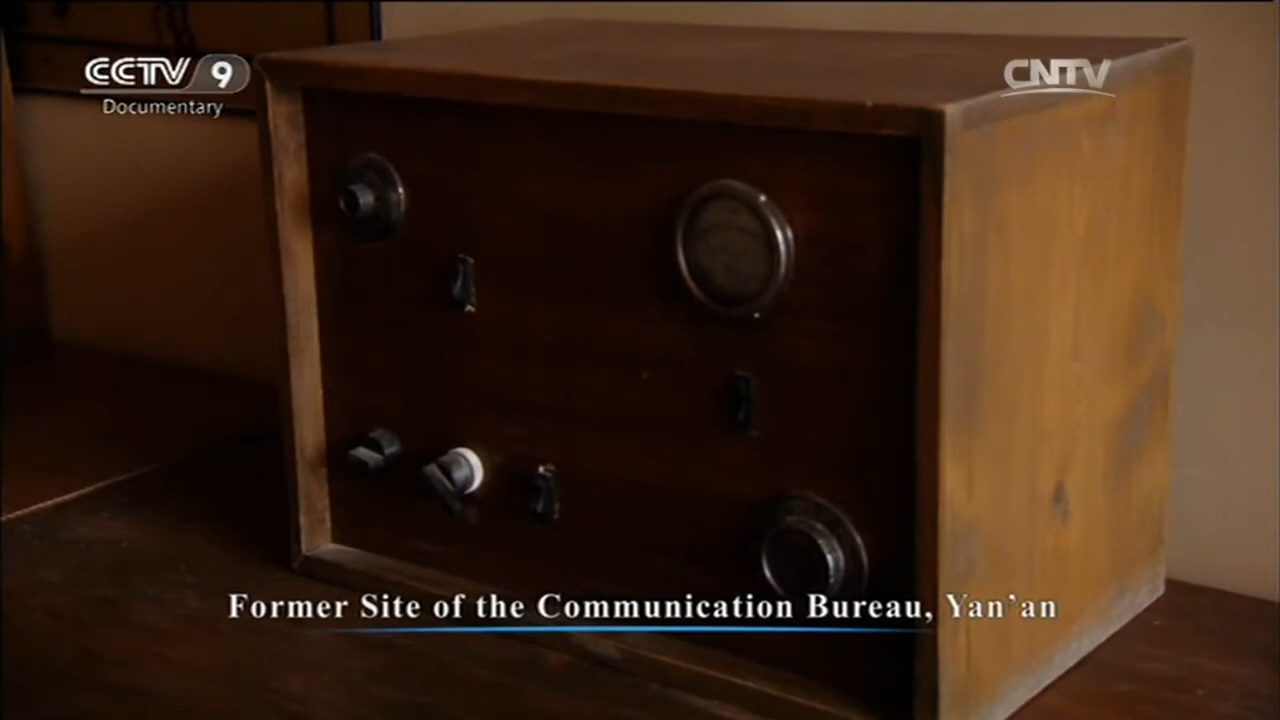 CCTV 9
Documentary
CNTV
Former Site of the Communication Bureau, Yan'an